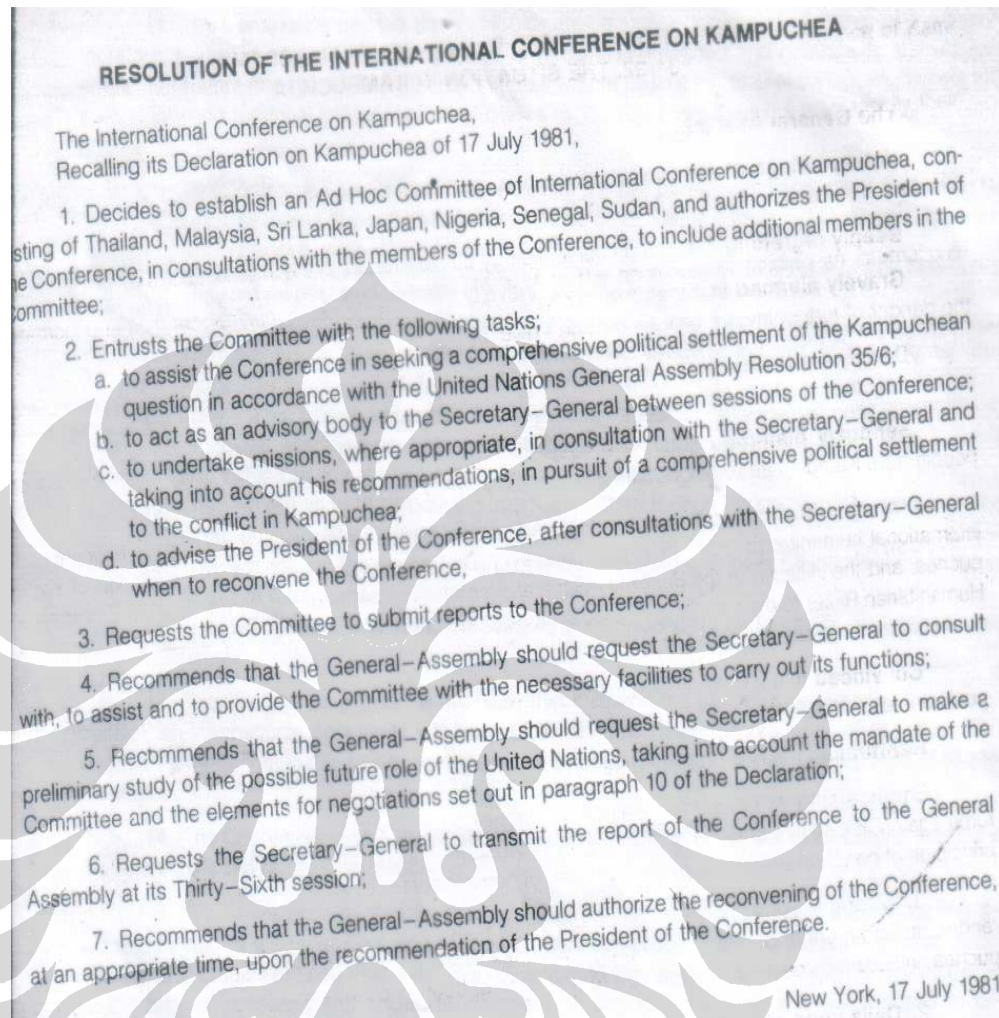 RESOLUTION OF THE INTERNATIONAL CONFERENCE ON KAMPUCHEA
The International Conference on Kampuchea,
Recalling its Declaration on Kampuchea of 17 July 1981,
1. Decides to establish an Ad Hoc Committee of International Conference on Kampuchea, con-
sting of Thailand, Malaysia, Sri Lanka, Japan, Nigeria, Senegal, Sudan, and authorizes the President of
he Conference, in consultations with the members of the Conference, to include additional members in the
ommittee;
2. Entrusts the Committee with the following tasks;
a. to assist the Conference in seeking a comprehensive political settlement of the Kampuchean
question in accordance with the United Nations General Assembly Resolution 35/6;
b. to act as an advisory body to the Secretary-General between sessions of the Conference;
c. to undertake missions, where appropriate, in consultation with the Secretary-General and
taking into account his recommendations, in pursuit of a comprehensive political settlement
to the conflict in Kampuchea;
d. to advise the President of the Conference, after consultations with the Secretary-General
when to reconvene the Conference,
3. Requests the Committee to submit reports to the Conference;
4. Recommends that the General-Assembly should request the Secretary-General to consult
with, to assist and to provide the Committee with the necessary facilities to carry out its functions;
5. Recommends that the General-Assembly should request the Secretary-General to make a
preliminary study of the possible future role of the United Nations, taking into account the mandate of the
Committee and the elements for negotiations set out in paragraph 10 of the Declaration;
6. Requests the Secretary-General to transmit the report of the Conference to the General
Assembly at its Thirty-Sixth session;
7. Recommends that the General-Assembly should authorize the reconvening of the Conference,
at an appropriate time, upon the recommendation of the President of the Conference.
New York, 17 July 1981